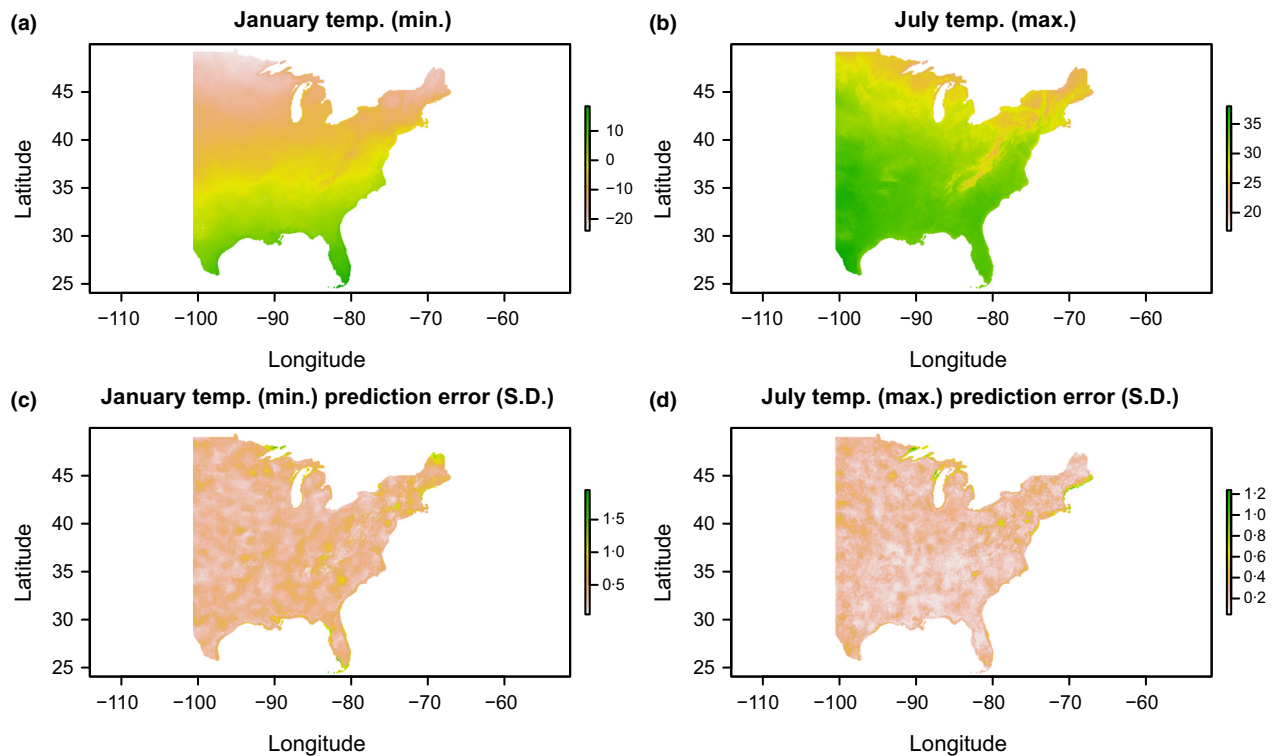 (a) January temp. (min.)
Latitude
45
40
35
30
25
−110 −100 −90 −80 −70 −60
Longitude
10
0
−10
−20
(b) July temp. (max.)
Latitude
45
40
35
30
25
−110 −100 −90 −80 −70 −60
Longitude
35
30
25
20
(c) January temp. (min.) prediction error (S.D.)
Latitude
45
40
35
30
25
−110 −100 −90 −80 −70 −60
Longitude
1·5
1·0
0·5
(d) July temp. (max.) prediction error (S.D.)
Latitude
45
40
35
30
25
−110 −100 −90 −80 −70 −60
Longitude
1·2
1·0
0·8
0·6
0·4
0·2